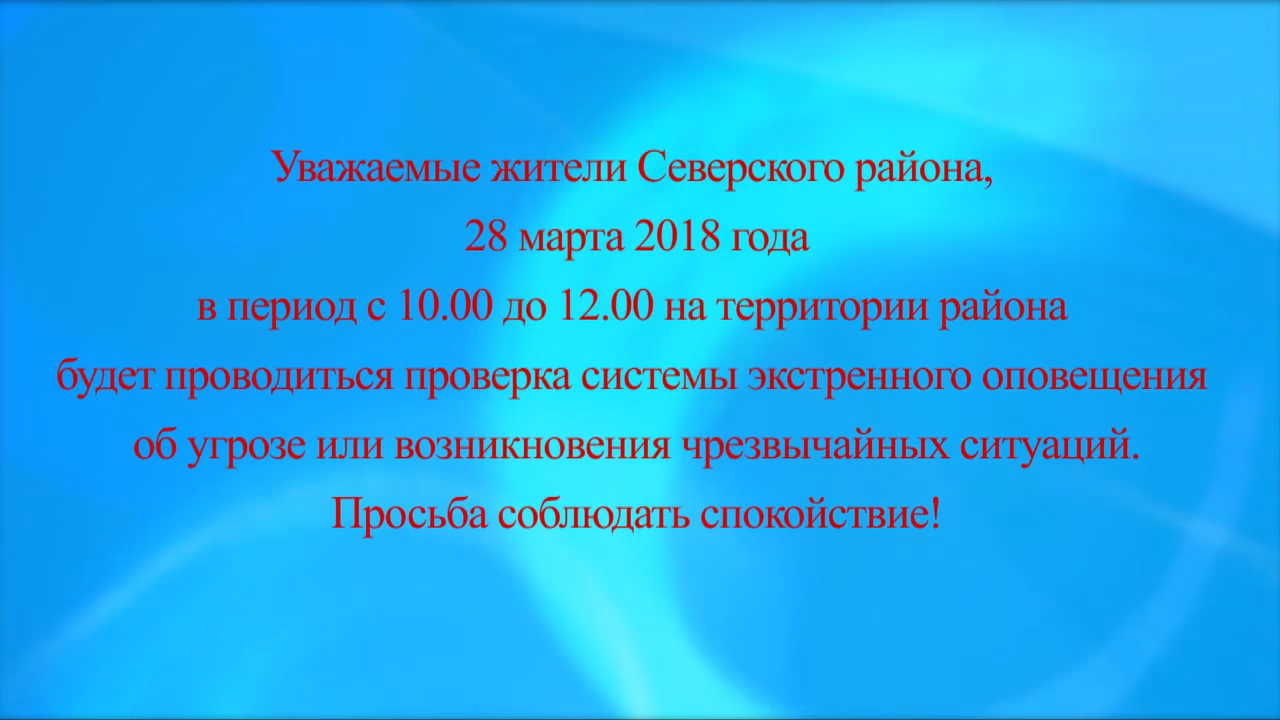 Уважаемые жители Северского района,
28 марта 2018 года
в период с 10.00 до 12.00 на территории района
будет проводиться проверка системы экстренного оповещения
об угрозе или возникновения чрезвычайных ситуаций.
Просьба соблюдать спокойствие!